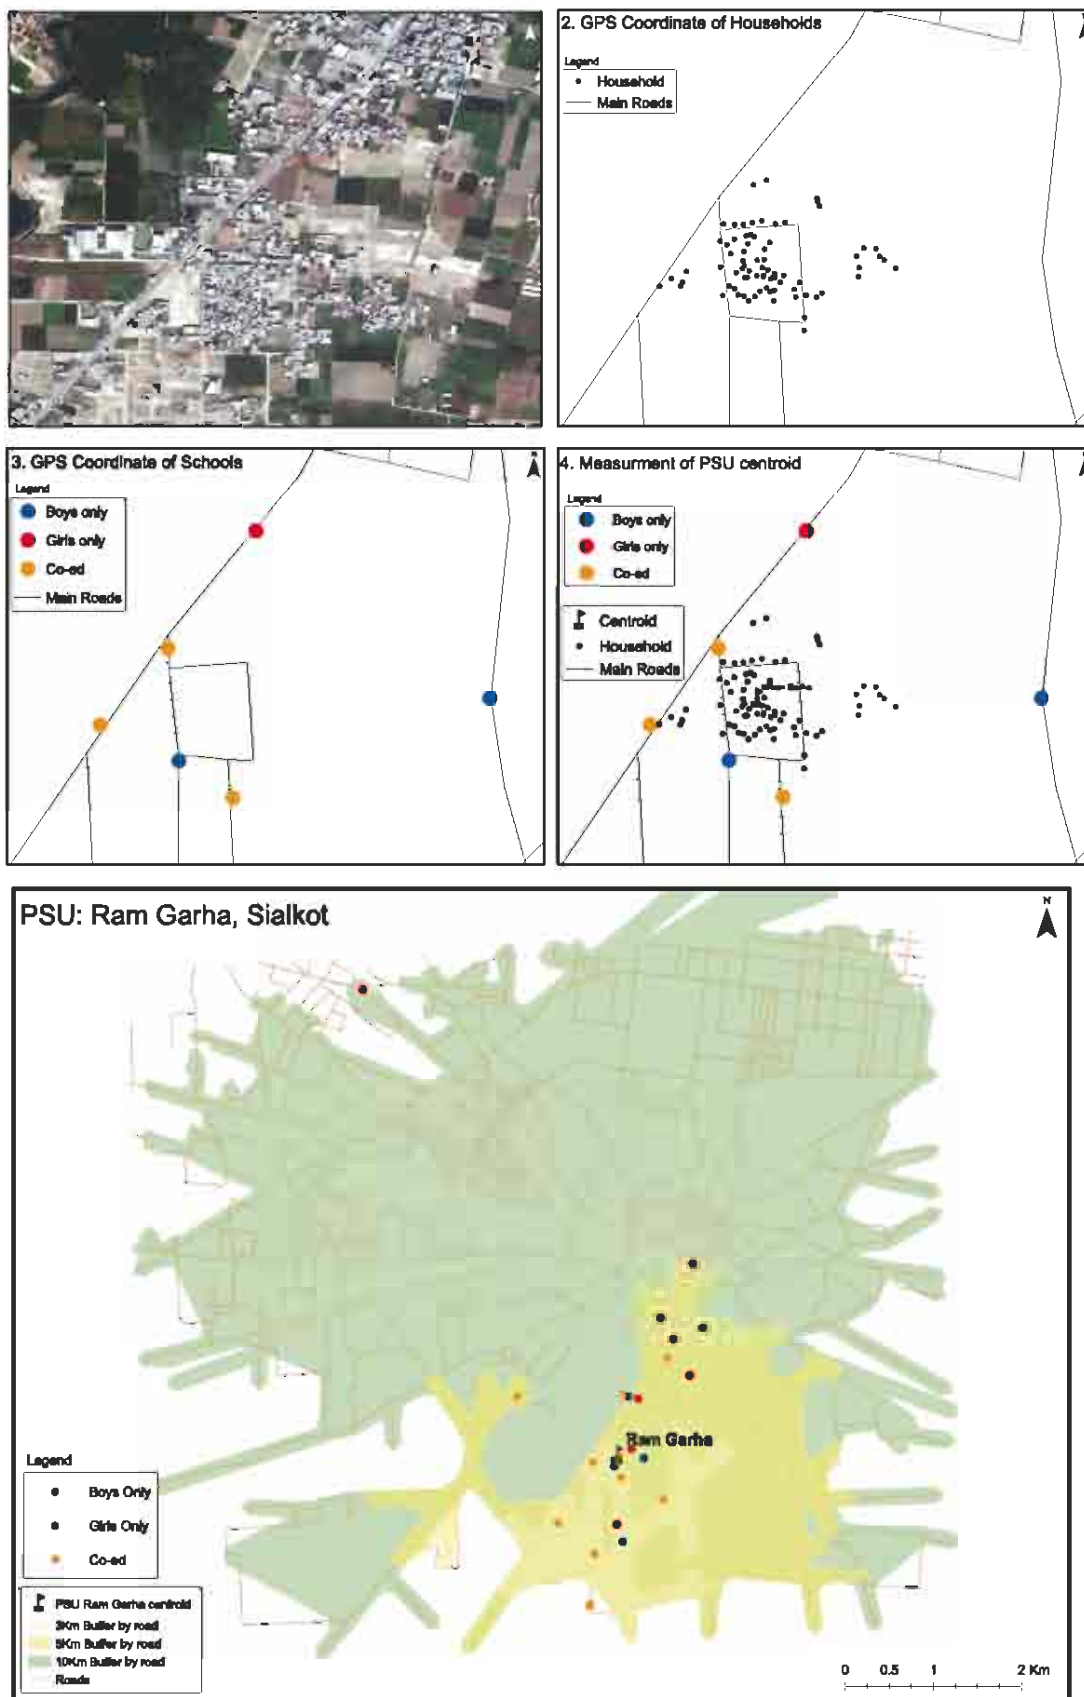 2. GPS Coordinate of Households
Legend
Household
Main Roads
3. GPS Coordinate of Schools
Legend
Boys only
Girls only
Co-ed
Main Roads
4. Measurment of PSU centroid
Legend
Boys only
Girls only
Co-ed
Centroid
Household
Main Roads
PSU: Ram Garha, Sialkot
N
Ram Garha
Legend
Boys Only
Girls Only
Co-ed
PSU Ram Garha centroid
3Km Buffer by road
5Km Buffer by road
10Km Buffer by road
Roads
0 0.5 1 2 Km